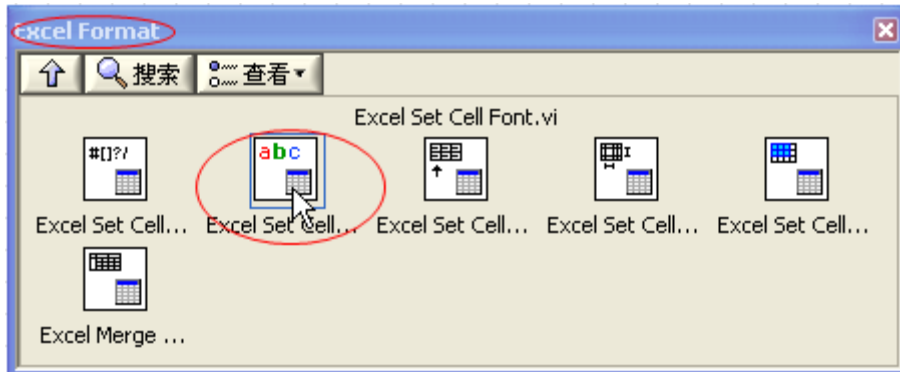 Excel Format
搜索 查看
Excel Set Cell Font.vi
#[]?/ abc
Excel Set Cell... Excel Set Cell... Excel Set Cell... Excel Set Cell... Excel Set Cell...
Excel Merge ...